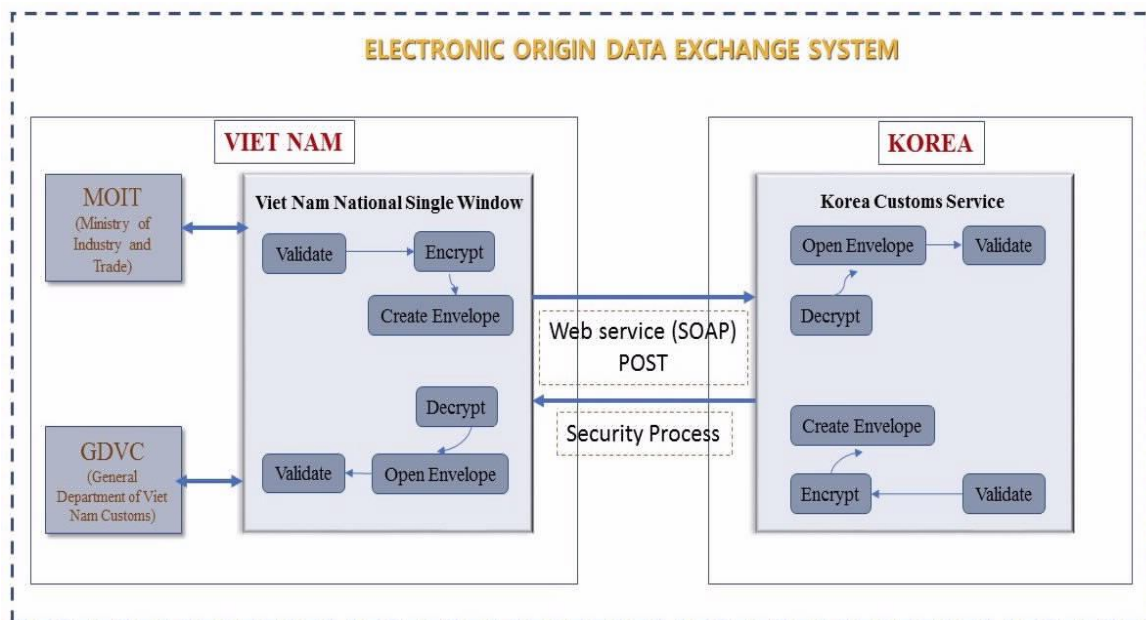 ELECTRONIC ORIGIN DATA EXCHANGE SYSTEM
VIET NAM
MOIT
(Ministry of
Industry and
Trade)
GDVC
(General
Department of Viet
Nam Customs)
Viet Nam National Single Window
Validate
Encrypt
Create Envelope
Decrypt
Validate
Open Envelope
Web service (SOAP)
POST
Security Process
KOREA
Korea Customs Service
Open Envelope
Validate
Decrypt
Create Envelope
Encrypt
Validate